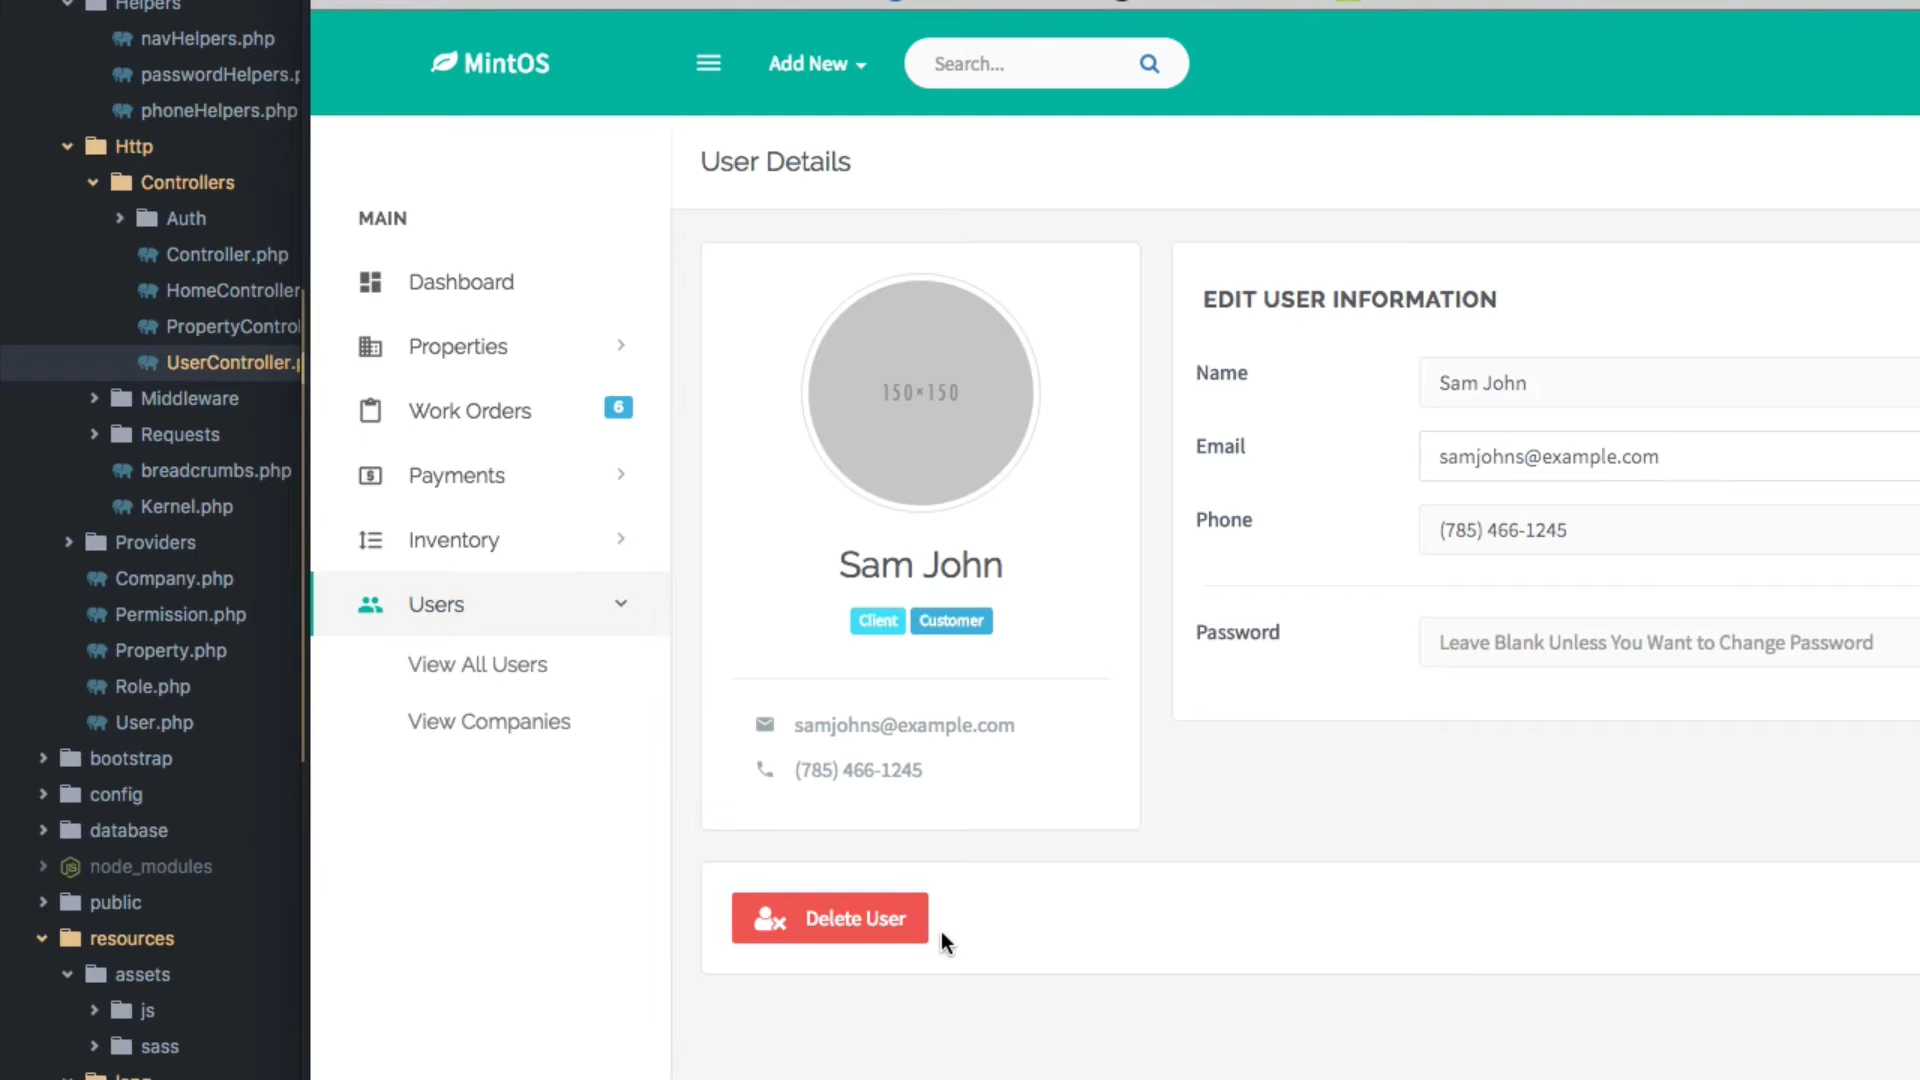 Helpers
navHelpers.php
passwordHelpers.p
phoneHelpers.php
Http
Controllers
Auth
Controller.php
HomeController
PropertyControl
UserController.p
Middleware
Requests
breadcrumbs.php
Kernel.php
Providers
Company.php
Permission.php
Property.php
Role.php
User.php
bootstrap
config
database
node_modules
public
resources
assets
js
sass
MintOS
Add New
Search...
MAIN
Dashboard
Properties
Work Orders 6
Payments
Inventory
Users
View All Users
View Companies
User Details
150×150
Sam John
Client Customer
samjohns@example.com
(785) 466-1245
Delete User
EDIT USER INFORMATION
Name Sam John
Email samjohns@example.com
Phone (785) 466-1245
Password Leave Blank Unless You Want to Change Password